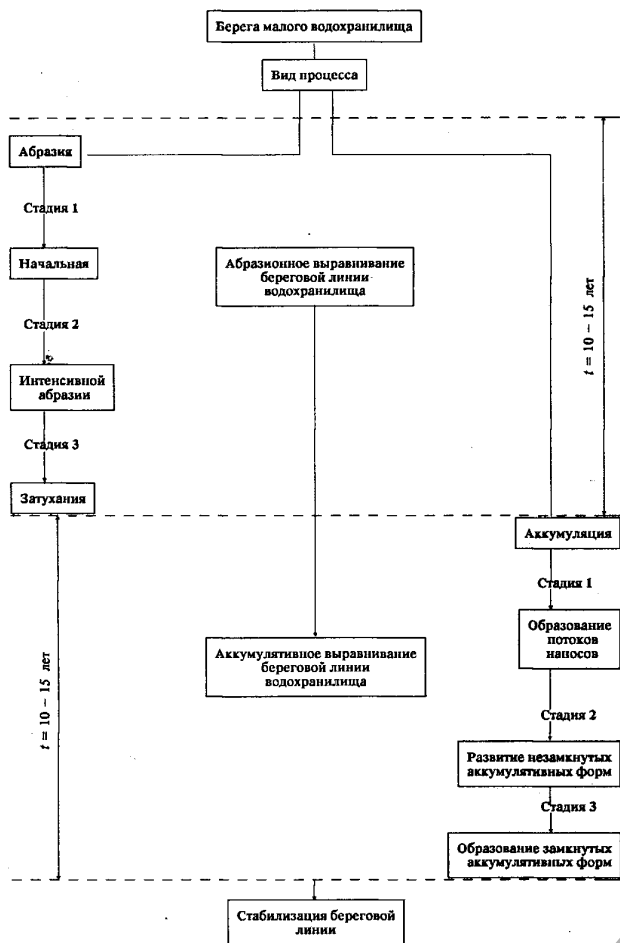 Берега малого водохранилища
Вид процесса
Абразия
Стадия 1
Начальная
Стадия 2
Интенсивной
абразии
Стадия 3
Затухания
Абразионное выравнивание
береговой линии
водохранилища
t = 10 – 15 лет
Аккумуляция
Стадия 1
Образование
потоков
наносов
Стадия 2
Развитие незамкнутых
аккумулятивных форм
Стадия 3
Образование замкнутых
аккумулятивных форм
Аккумулятивное выравнивание
береговой линии
водохранилища
t = 10 – 15 лет
Стабилизация береговой
линии